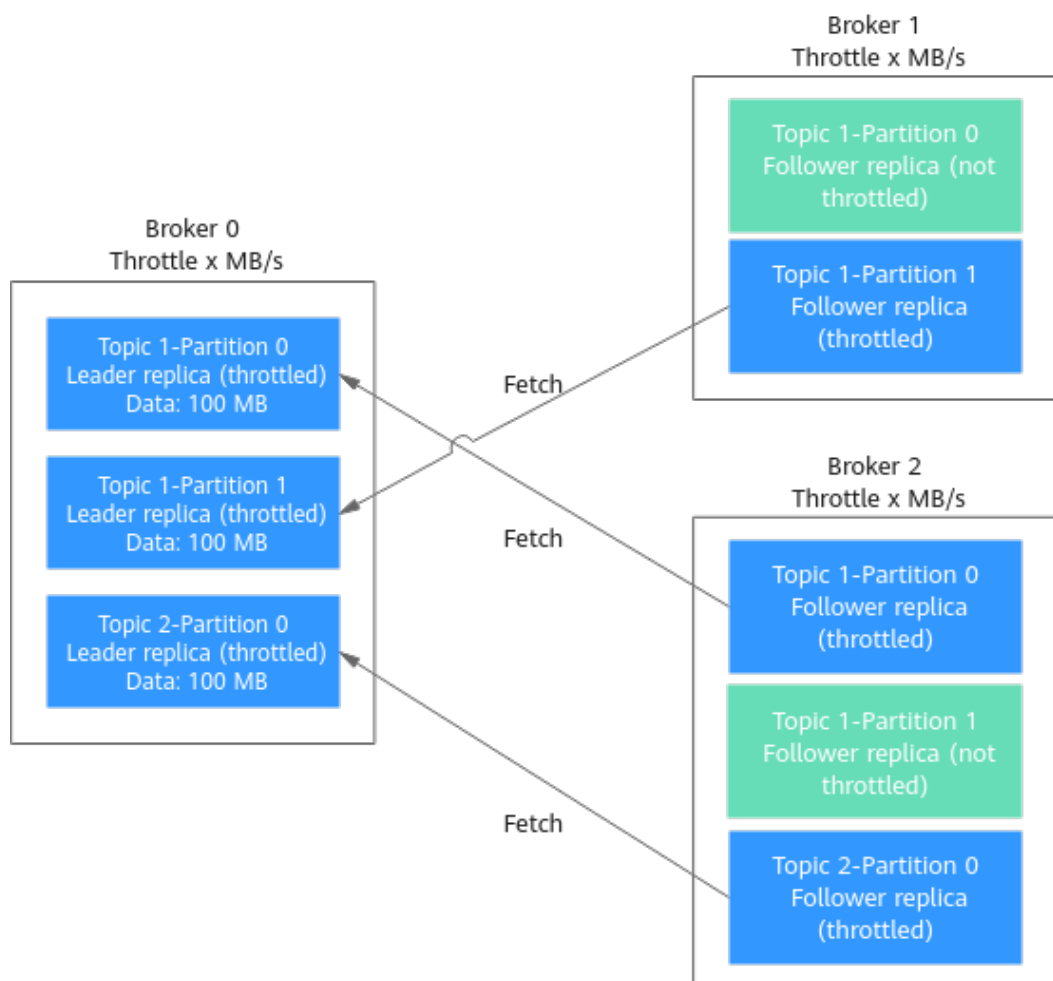 Broker 0
Throttle x MB/s
Topic 1-Partition 0
Leader replica (throttled)
Data: 100 MB
Topic 1-Partition 1
Leader replica (throttled)
Data: 100 MB
Topic 2-Partition 0
Leader replica (throttled)
Data: 100 MB
Fetch
Fetch
Fetch
Broker 1
Throttle x MB/s
Topic 1-Partition 0
Follower replica (not
throttled)
Topic 1-Partition 1
Follower replica
(throttled)
Broker 2
Throttle x MB/s
Topic 1-Partition 0
Follower replica
(throttled)
Topic 1-Partition 1
Follower replica (not
throttled)
Topic 2-Partition 0
Follower replica
(throttled)